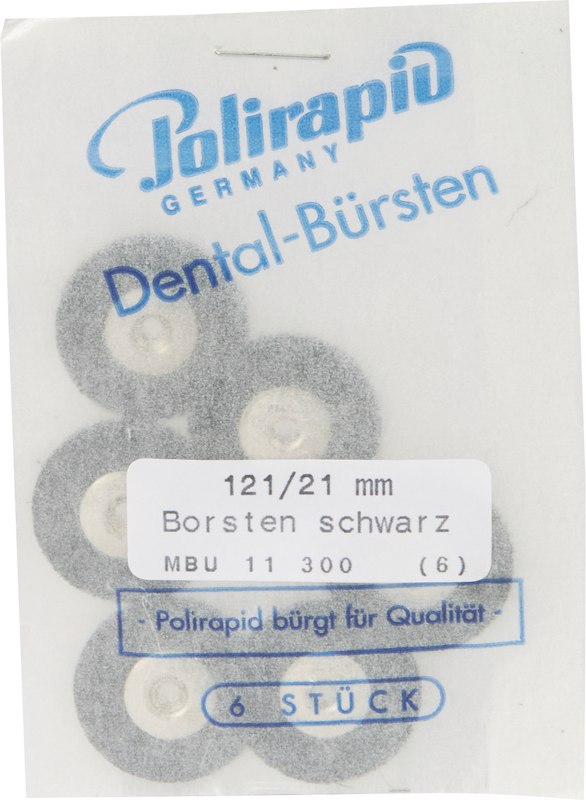 Polirapid
GERMANY
Dental-Bürsten
121/21 mm
Borsten schwarz
MBU 11 300 (6)
- Polirapid bürgt für Qualität -
6 STÜCK